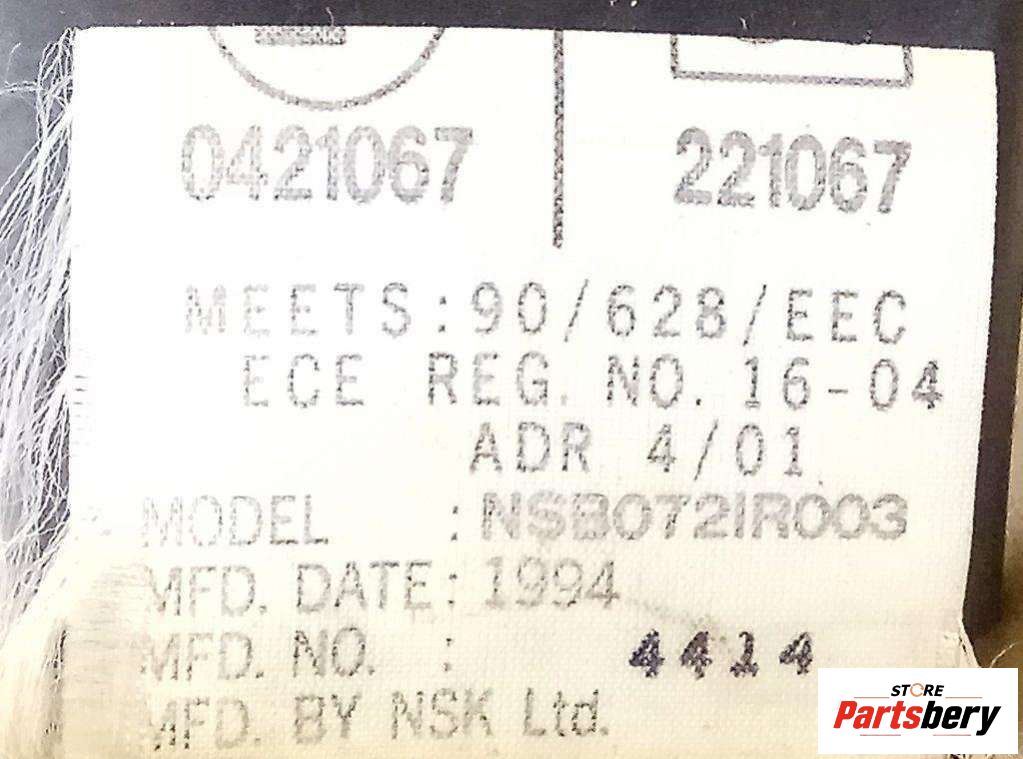 0421067 221067
MEETS:90/628/EEC
ECE REG. NO. 16-04
ADR 4/01
MODEL :NSB072IR003
MFD. DATE: 1994
MFD. NO. : 4414
MFD. BY NSK Ltd.
STORE
Partsbery